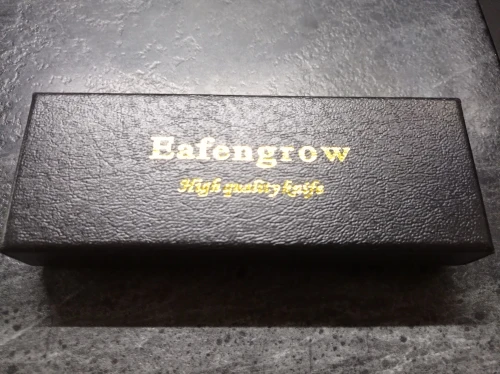 Eafengrow
High quality knife